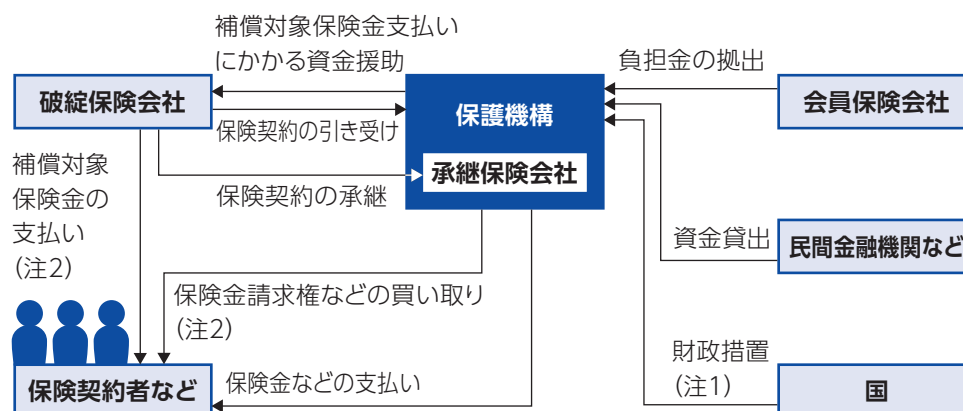 補償対象保険金支払い
にかかる資金援助
負担金の拠出
破綻保険会社
保護機構
会員保険会社
保険契約の引き受け
補償対象
保険金の
支払い
(注2)
承継保険会社
保険契約の承継
資金貸出
民間金融機関など
保険金請求権などの買い取り
(注2)
財政措置
(注1)
保険契約者など
保険金などの支払い
国